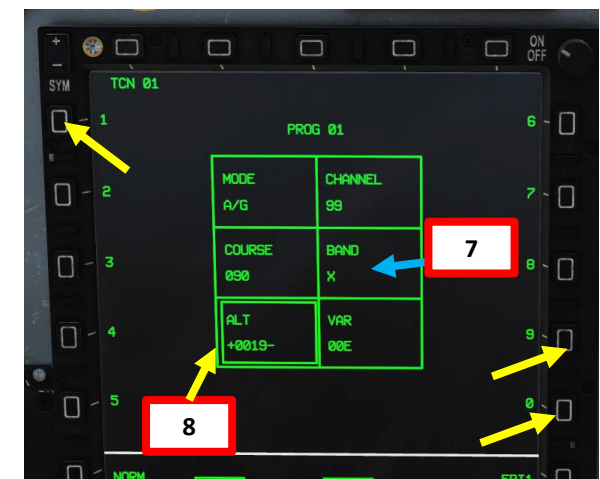 +
ON
OFF
-
SYM
TCN 01
1
PROG 01
6
MODE
CHANNEL
2
A/G
99
7
COURSE
BAND
7
3
090
X
8
ALT
VAR
4
+0019-
00E
9
5
8
0
NORM